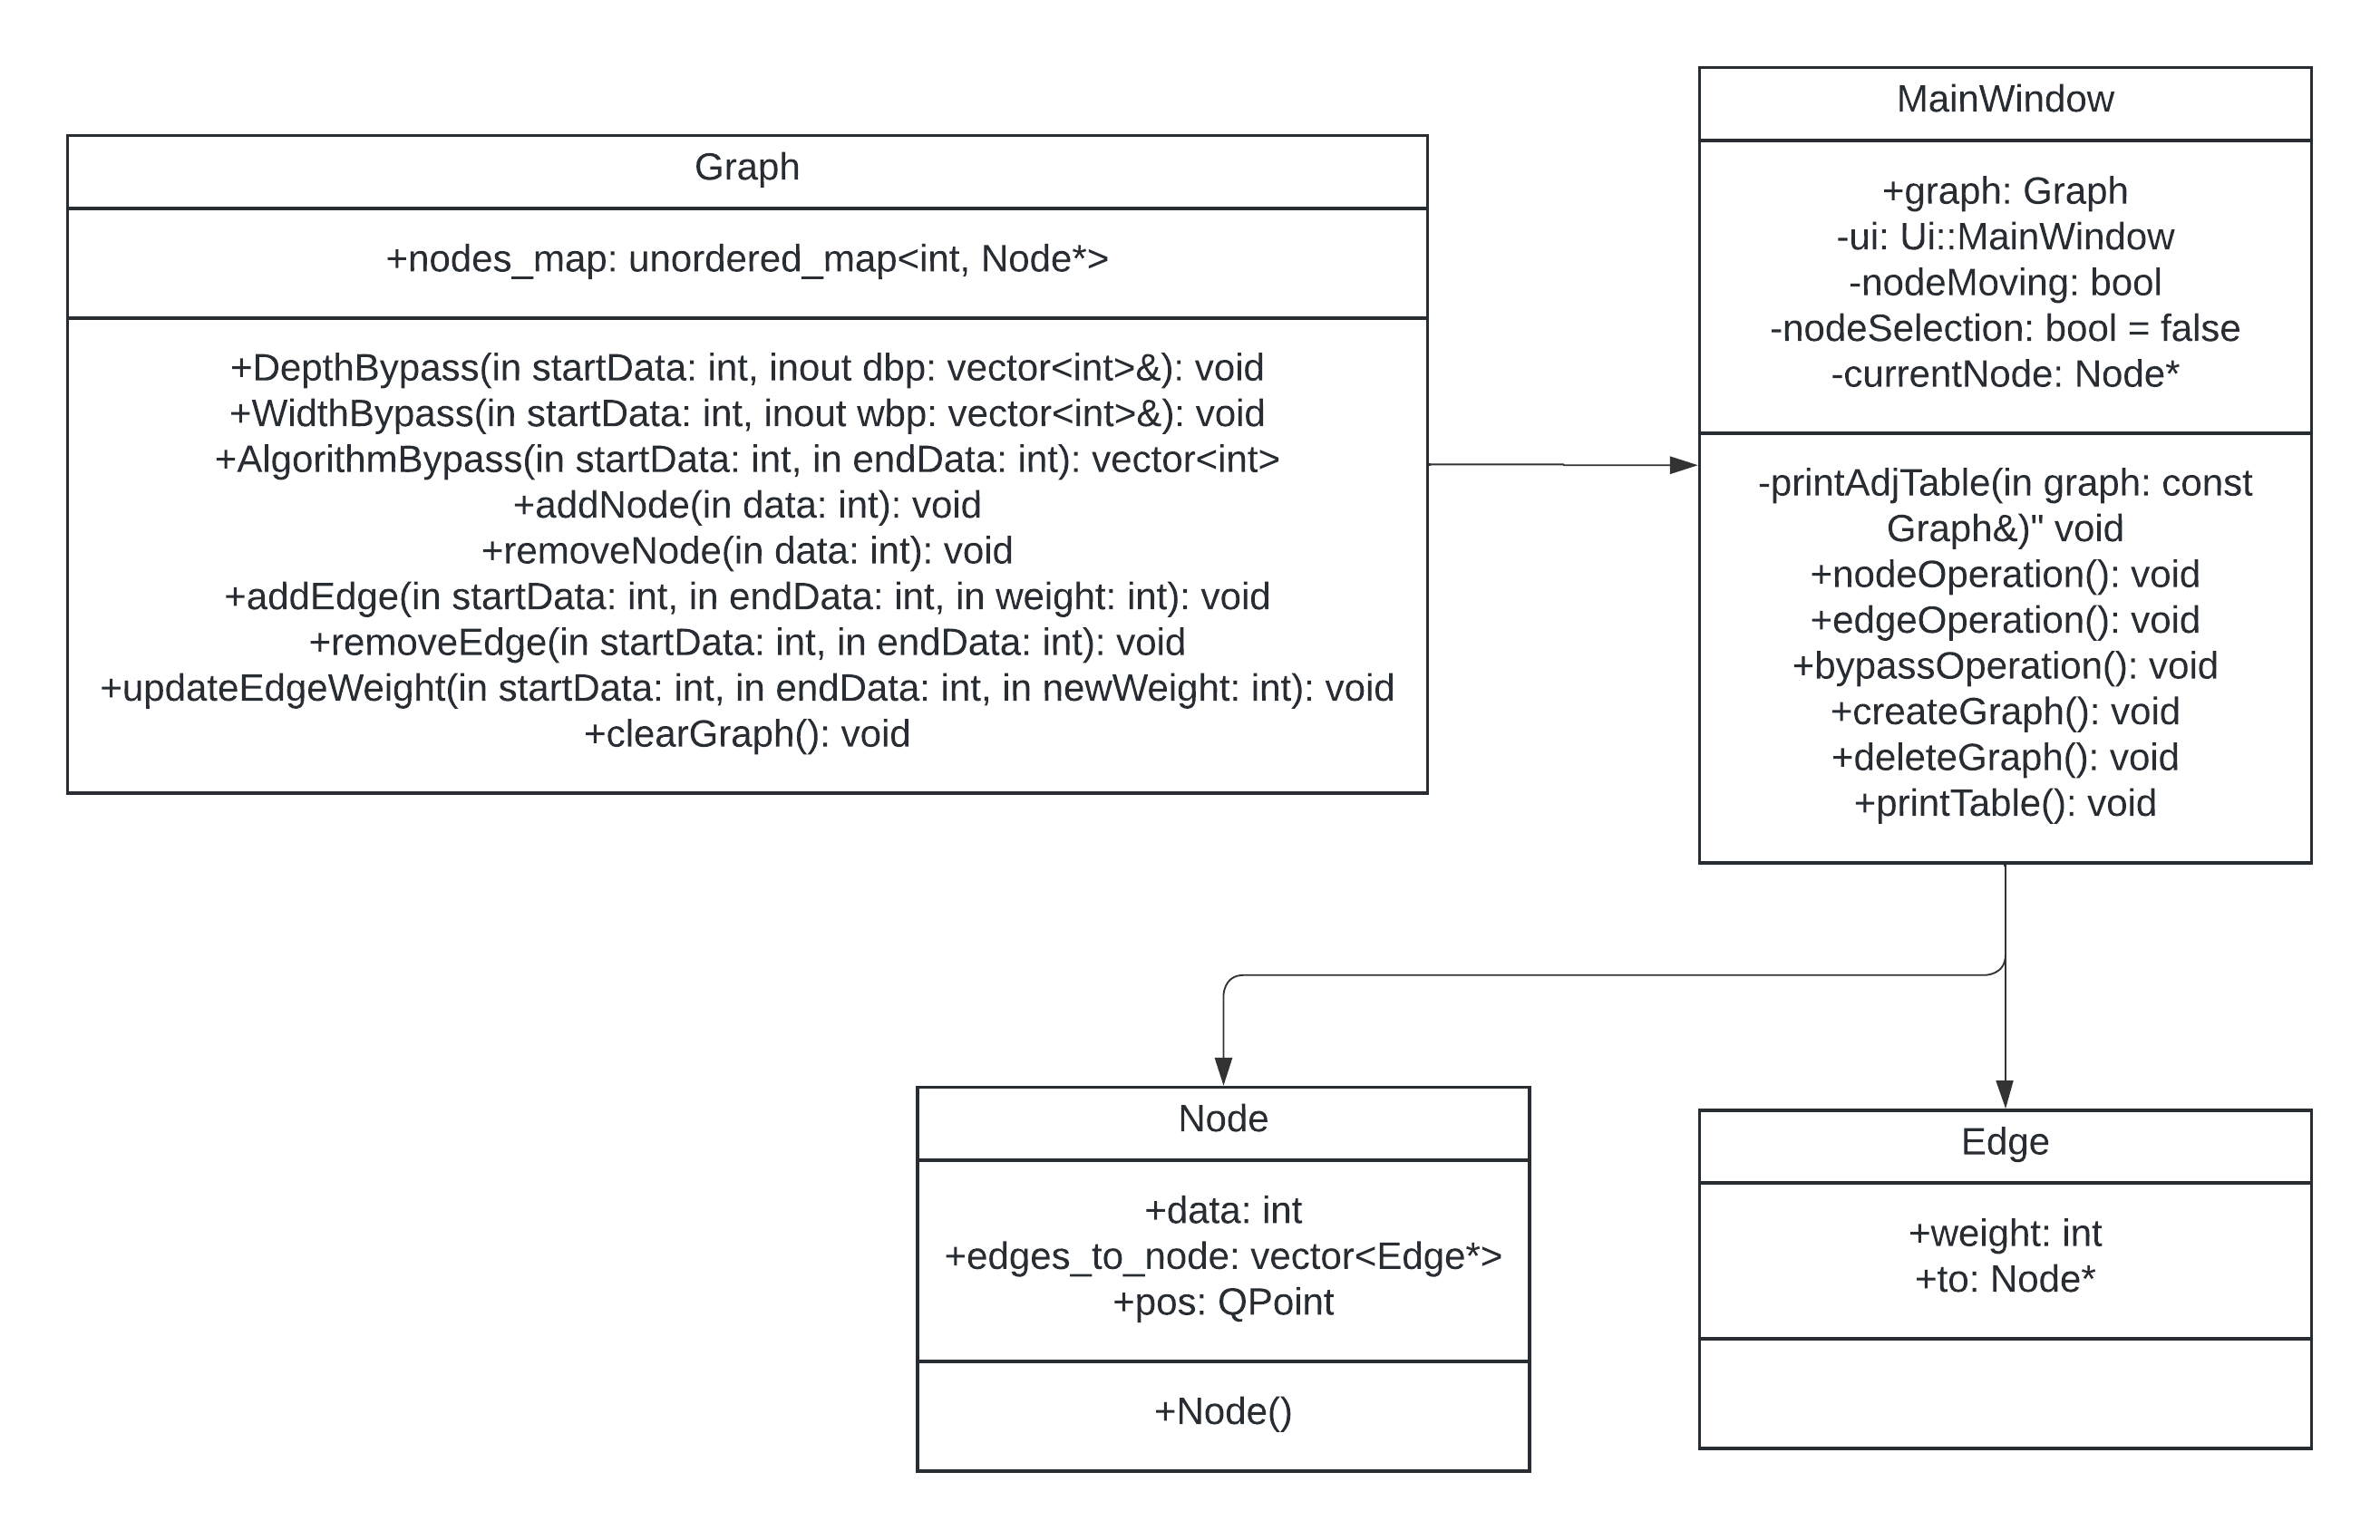 Graph
+nodes_map: unordered_map<int, Node*>
+DepthBypass(in startData: int, inout dbp: vector<int>&): void
+WidthBypass(in startData: int, inout wbp: vector<int>&): void
+AlgorithmBypass(in startData: int, in endData: int): vector<int>
+addNode(in data: int): void
+removeNode(in data: int): void
+addEdge(in startData: int, in endData: int, in weight: int): void
+removeEdge(in startData: int, in endData: int): void
+updateEdgeWeight(in startData: int, in endData: int, in newWeight: int): void
+clearGraph(): void
MainWindow
+graph: Graph
-ui: Ui::MainWindow
-nodeMoving: bool
-nodeSelection: bool = false
-currentNode: Node*
-printAdjTable(in graph: const
Graph&)" void
+nodeOperation(): void
+edgeOperation(): void
+bypassOperation(): void
+createGraph(): void
+deleteGraph(): void
+printTable(): void
Node
+data: int
+edges_to_node: vector<Edge*>
+pos: QPoint
+Node()
Edge
+weight: int
+to: Node*